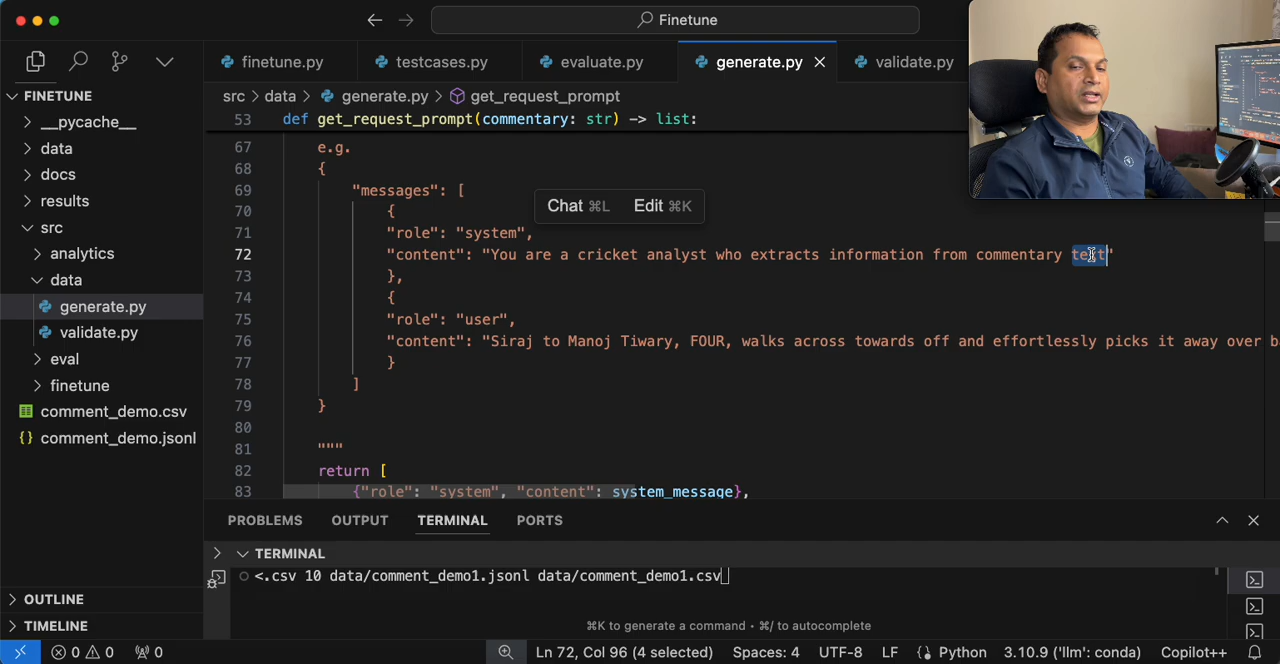 Finetune
finetune.py
testcases.py
evaluate.py
generate.py
validate.py
FINETUNE
__pycache__
data
docs
results
src
analytics
data
generate.py
validate.py
eval
finetune
comment_demo.csv
comment_demo.jsonl
OUTLINE
TIMELINE
src > data > generate.py > get_request_prompt
53 def get_request_prompt(commentary: str) -> list:
67 e.g.
68 {
69 "messages": [
Chat ⌘L Edit ⌘K
70 {
71 "role": "system",
72 "content": "You are a cricket analyst who extracts information from commentary text"
73 },
74 {
75 "role": "user",
76 "content": "Siraj to Manoj Tiwary, FOUR, walks across towards off and effortlessly picks it away over b
77 }
78 ]
79 }
80
81 """
82 return [
83 {"role": "system", "content": system_message},
PROBLEMS OUTPUT TERMINAL PORTS
TERMINAL
<.csv 10 data/comment_demo1.jsonl data/comment_demo1.csv
⌘K to generate a command • ⌘/ to autocomplete
0 0 0 Ln 72, Col 96 (4 selected) Spaces: 4 UTF-8 LF Python 3.10.9 ('llm': conda) Copilot++